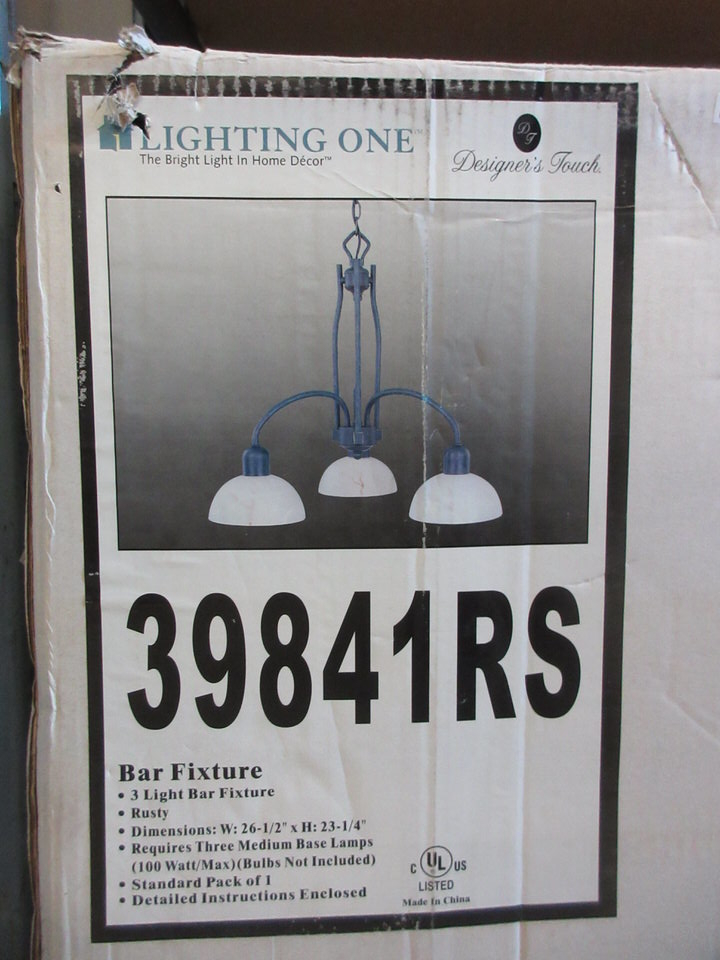 LIGHTING ONE™
The Bright Light In Home Décor™
DT
Designer's Touch
39841RS
Bar Fixture
• 3 Light Bar Fixture
• Rusty
• Dimensions: W: 26-1/2" x H: 23-1/4"
• Requires Three Medium Base Lamps
(100 Watt/Max)(Bulbs Not Included)
• Standard Pack of 1
• Detailed Instructions Enclosed
C UL US
LISTED
Made In China